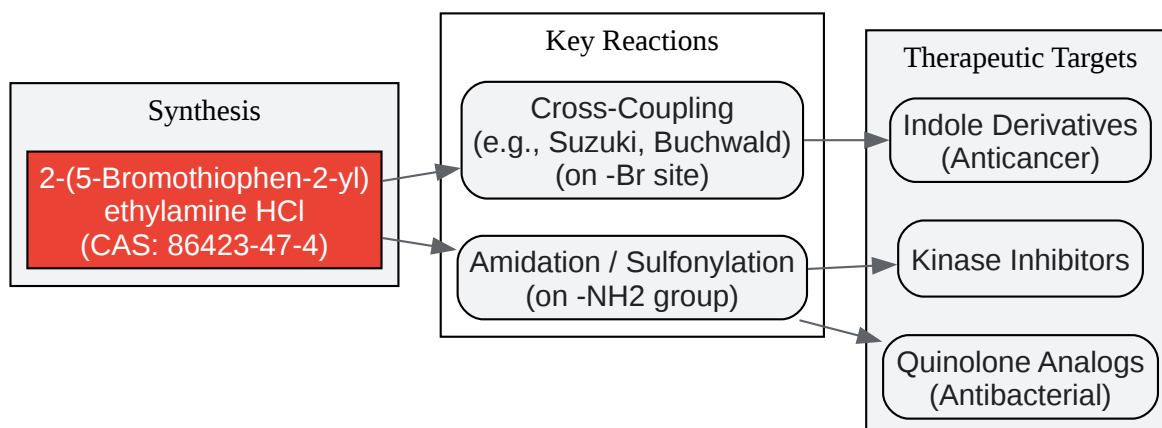 Synthesis
2-(5-Bromothiophen-2-yl)
ethylamine HCl
(CAS: 86423-47-4)
Key Reactions
Cross-Coupling
(e.g., Suzuki, Buchwald)
(on -Br site)
Amidation / Sulfonylation
(on -NH2 group)
Therapeutic Targets
Indole Derivatives
(Anticancer)
Kinase Inhibitors
Quinolone Analogs
(Antibacterial)